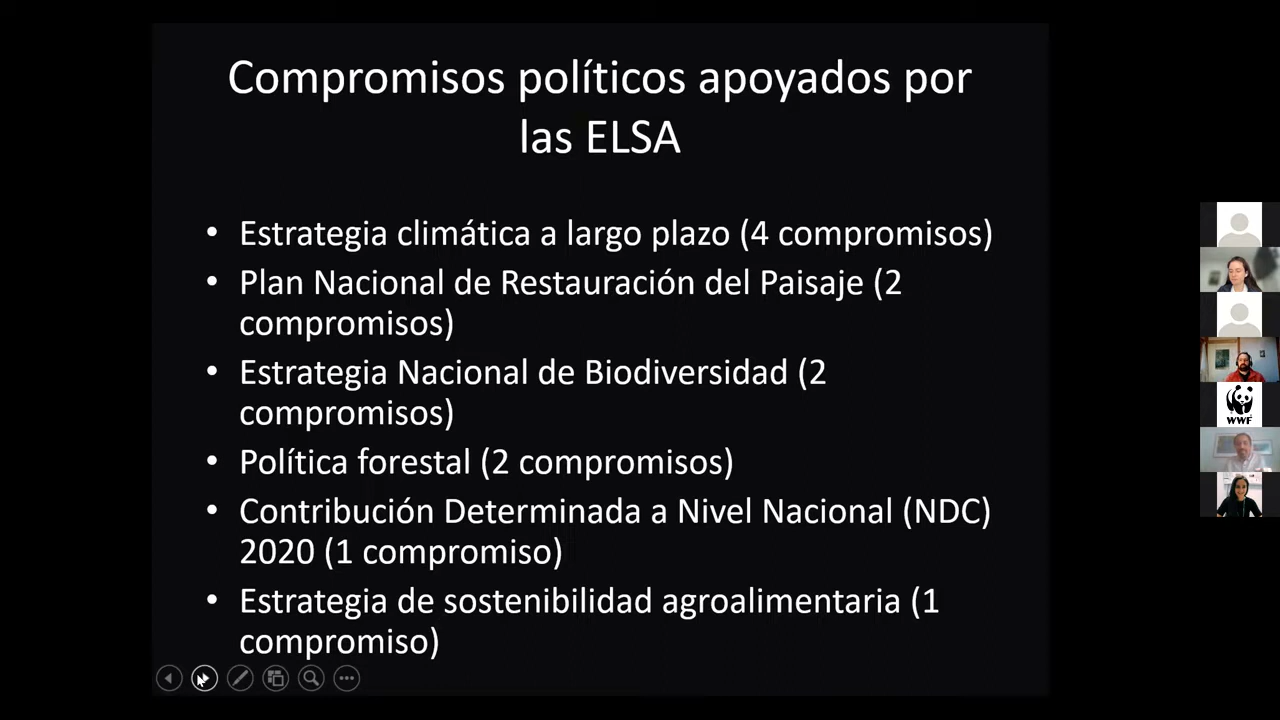 Compromisos políticos apoyados por
las ELSA
• Estrategia climática a largo plazo (4 compromisos)
• Plan Nacional de Restauración del Paisaje (2
compromisos)
• Estrategia Nacional de Biodiversidad (2
compromisos)
• Política forestal (2 compromisos)
• Contribución Determinada a Nivel Nacional (NDC)
2020 (1 compromiso)
• Estrategia de sostenibilidad agroalimentaria (1
compromiso)
WWF